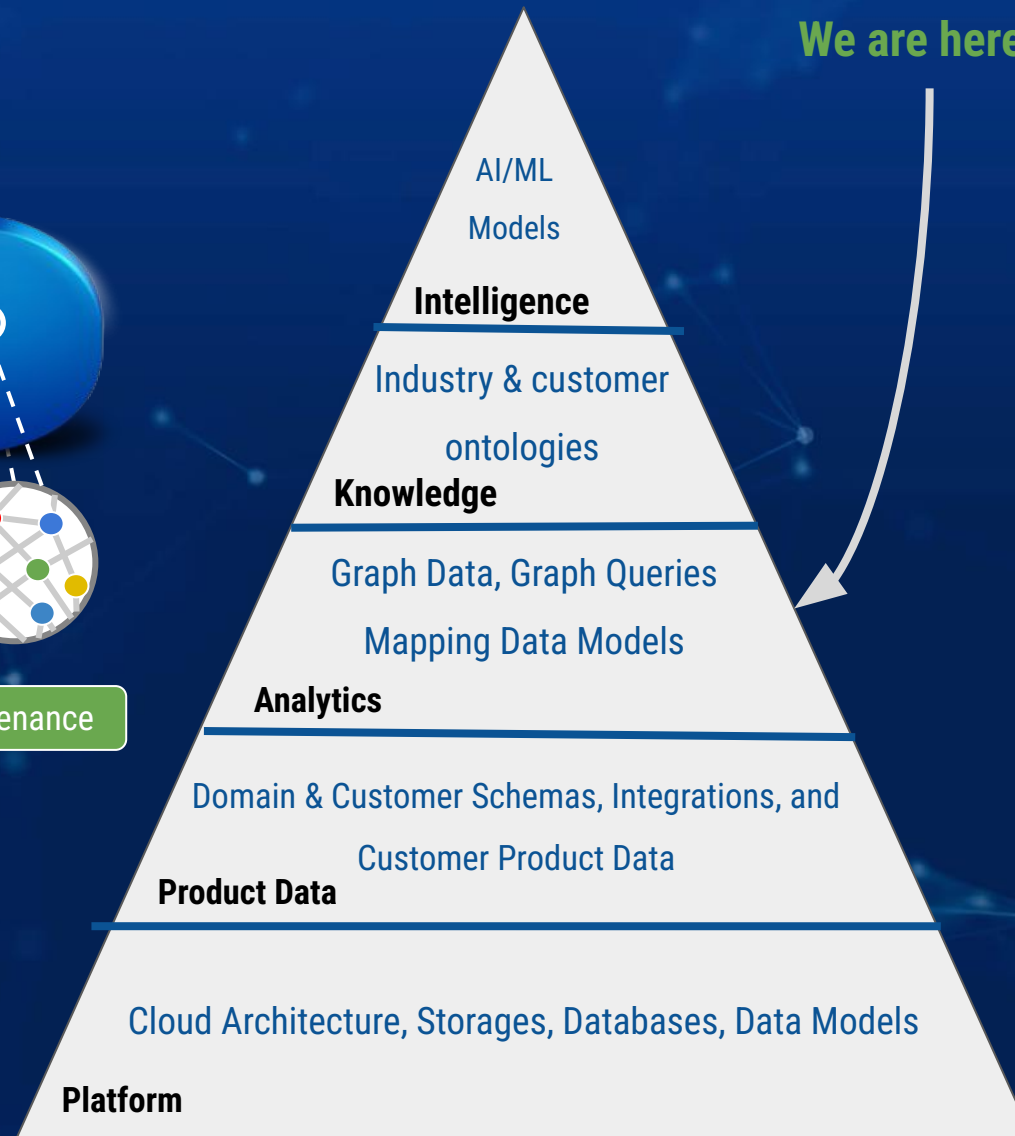 We are here
AI/ML
Models
Intelligence
Industry & customer
ontologies
Knowledge
Graph Data, Graph Queries
Mapping Data Models
Analytics
enance
Domain & Customer Schemas, Integrations, and
Customer Product Data
Product Data
Cloud Architecture, Storages, Databases, Data Models
Platform